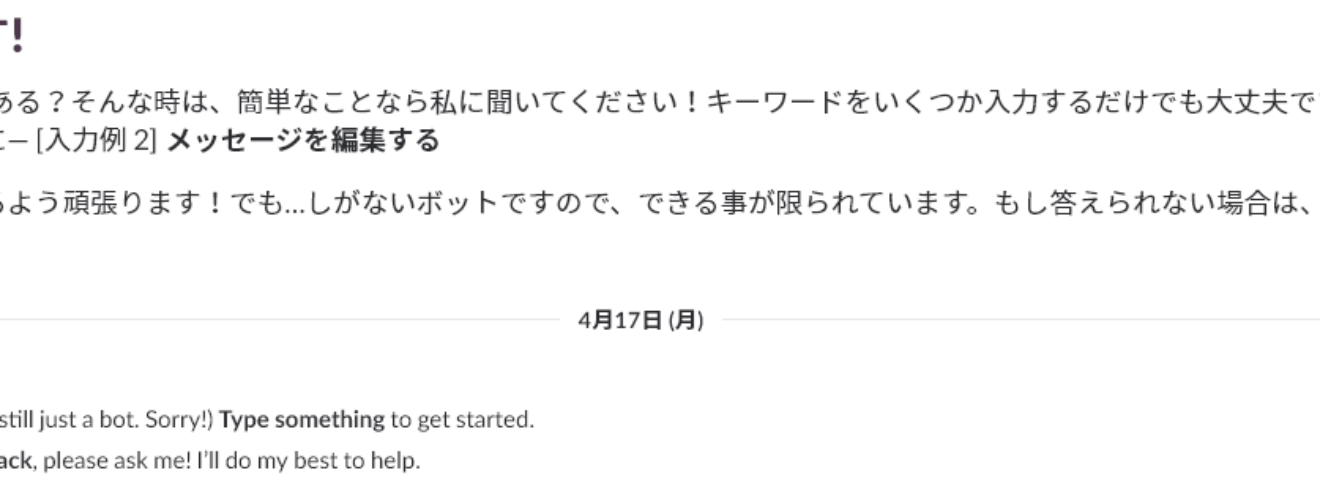 !
ある？そんな時は、簡単なことなら私に聞いてください！キーワードをいくつか入力するだけでも大丈夫で
– [入力例 2] メッセージを編集する
よう頑張ります！でも...しがないボットですので、できる事が限られています。もし答えられない場合は、
4月17日 (月)
still just a bot. Sorry!) Type something to get started.
ack, please ask me! I'll do my best to help.